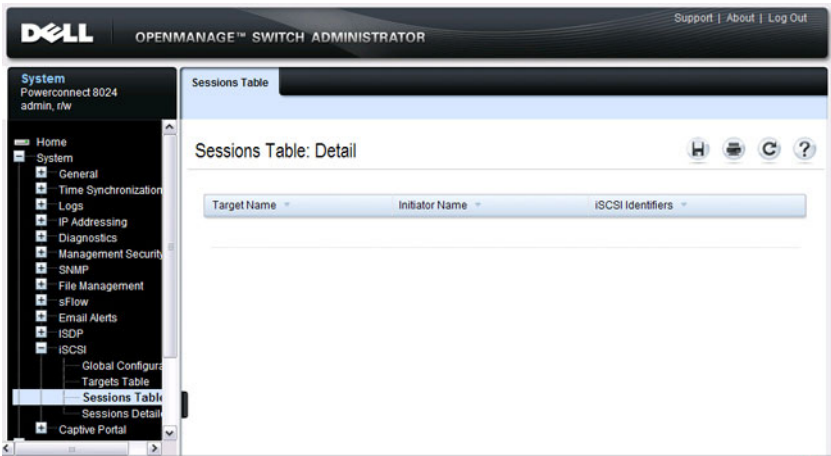 DELL
OPENMANAGE™ SWITCH ADMINISTRATOR
Support | About | Log Out
System
Powerconnect 8024
admin, r/w
Sessions Table
Home
System
General
Time Synchronization
Logs
IP Addressing
Diagnostics
Management Security
SNMP
File Management
sFlow
Email Alerts
ISDP
iSCSI
Global Configura
Targets Table
Sessions Table
Sessions Detail
Captive Portal
Sessions Table: Detail
Target Name
Initiator Name
iSCSI Identifiers